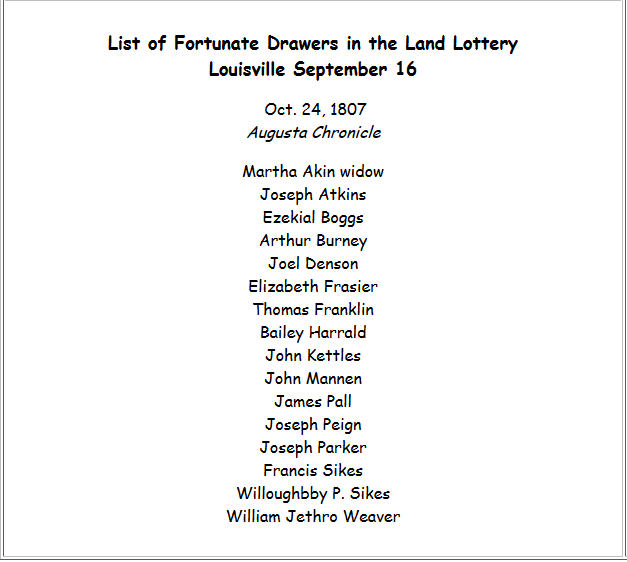 List of Fortunate Drawers in the Land Lottery
Louisville September 16
Oct. 24, 1807
Augusta Chronicle
Martha Akin widow
Joseph Atkins
Ezekial Boggs
Arthur Burney
Joel Denson
Elizabeth Frasier
Thomas Franklin
Bailey Harrald
John Kettles
John Mannen
James Pall
Joseph Peign
Joseph Parker
Francis Sikes
Willoughbby P. Sikes
William Jethro Weaver